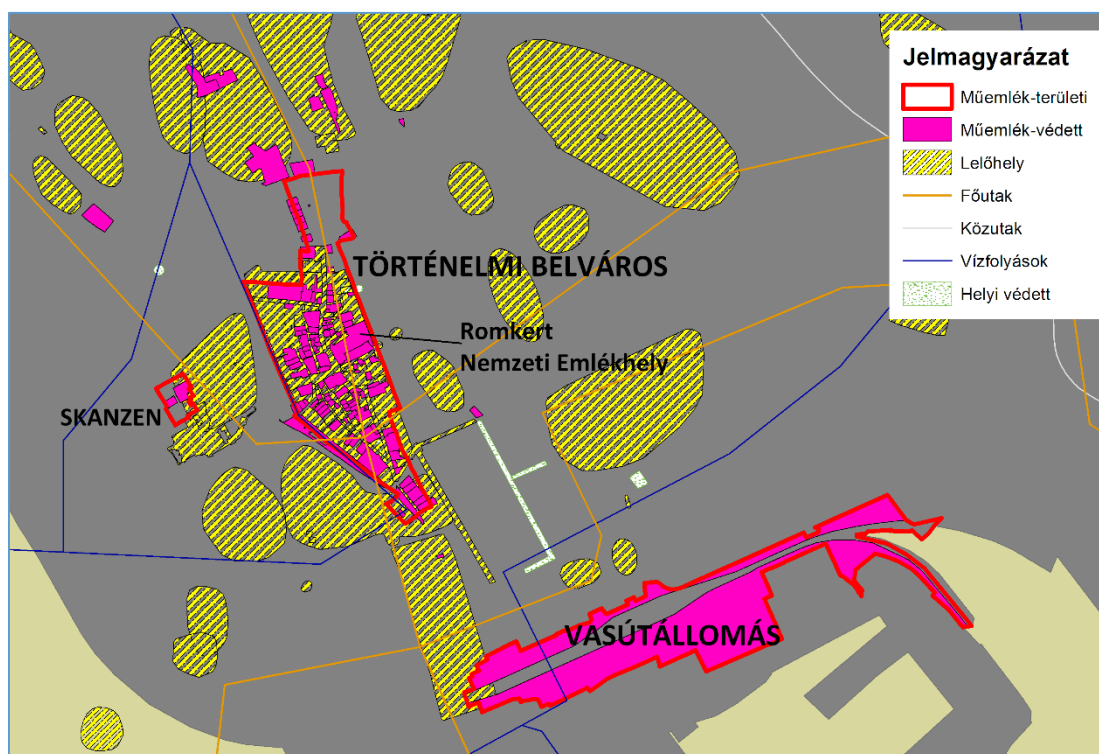 Jelmagyarázat
Műemlék-területi
Műemlék-védett
Lelőhely
Főutak
Közutak
Vízfolyások
Helyi védett
TÖRTÉNELMI BELVÁROS
Romkert
Nemzeti Emlékhely
SKANZEN
VASÚTÁLLOMÁS